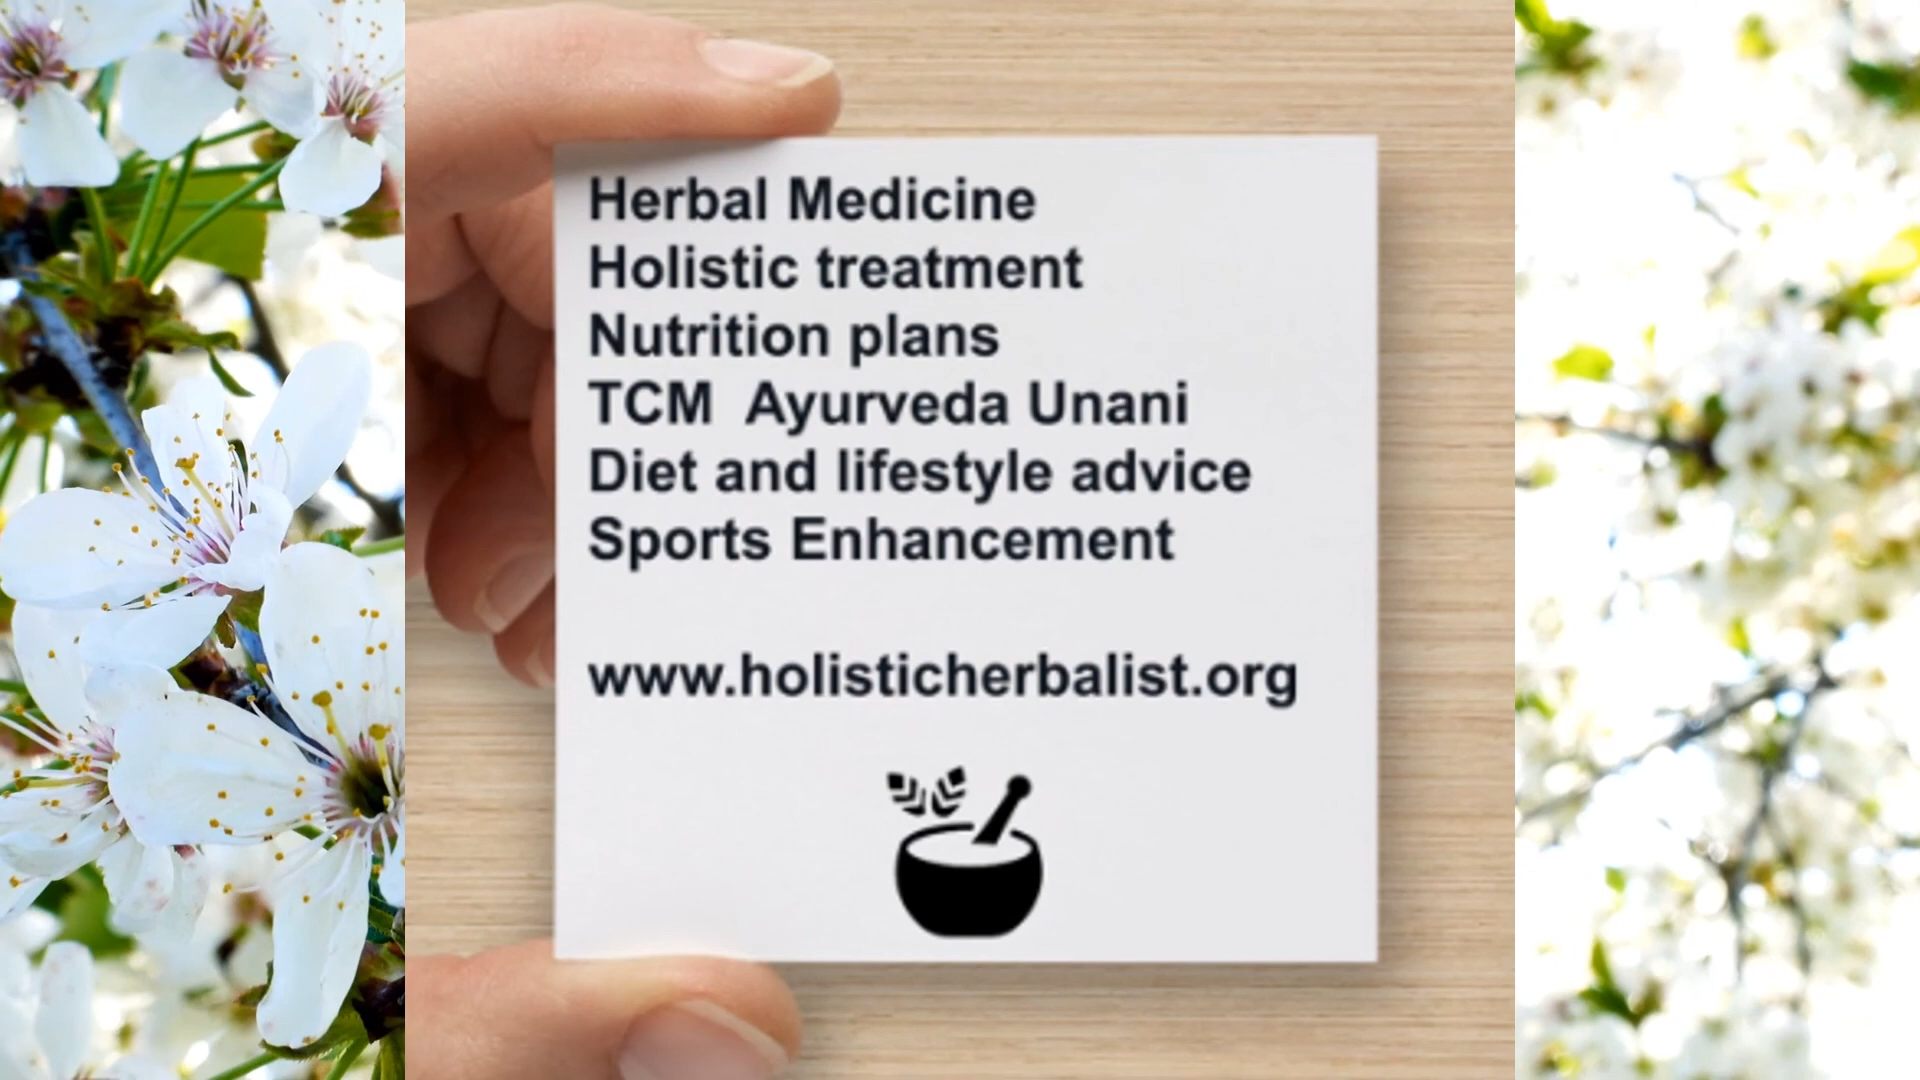 Herbal Medicine
Holistic treatment
Nutrition plans
TCM  Ayurveda Unani
Diet and lifestyle advice
Sports Enhancement
www.holisticherbalist.org